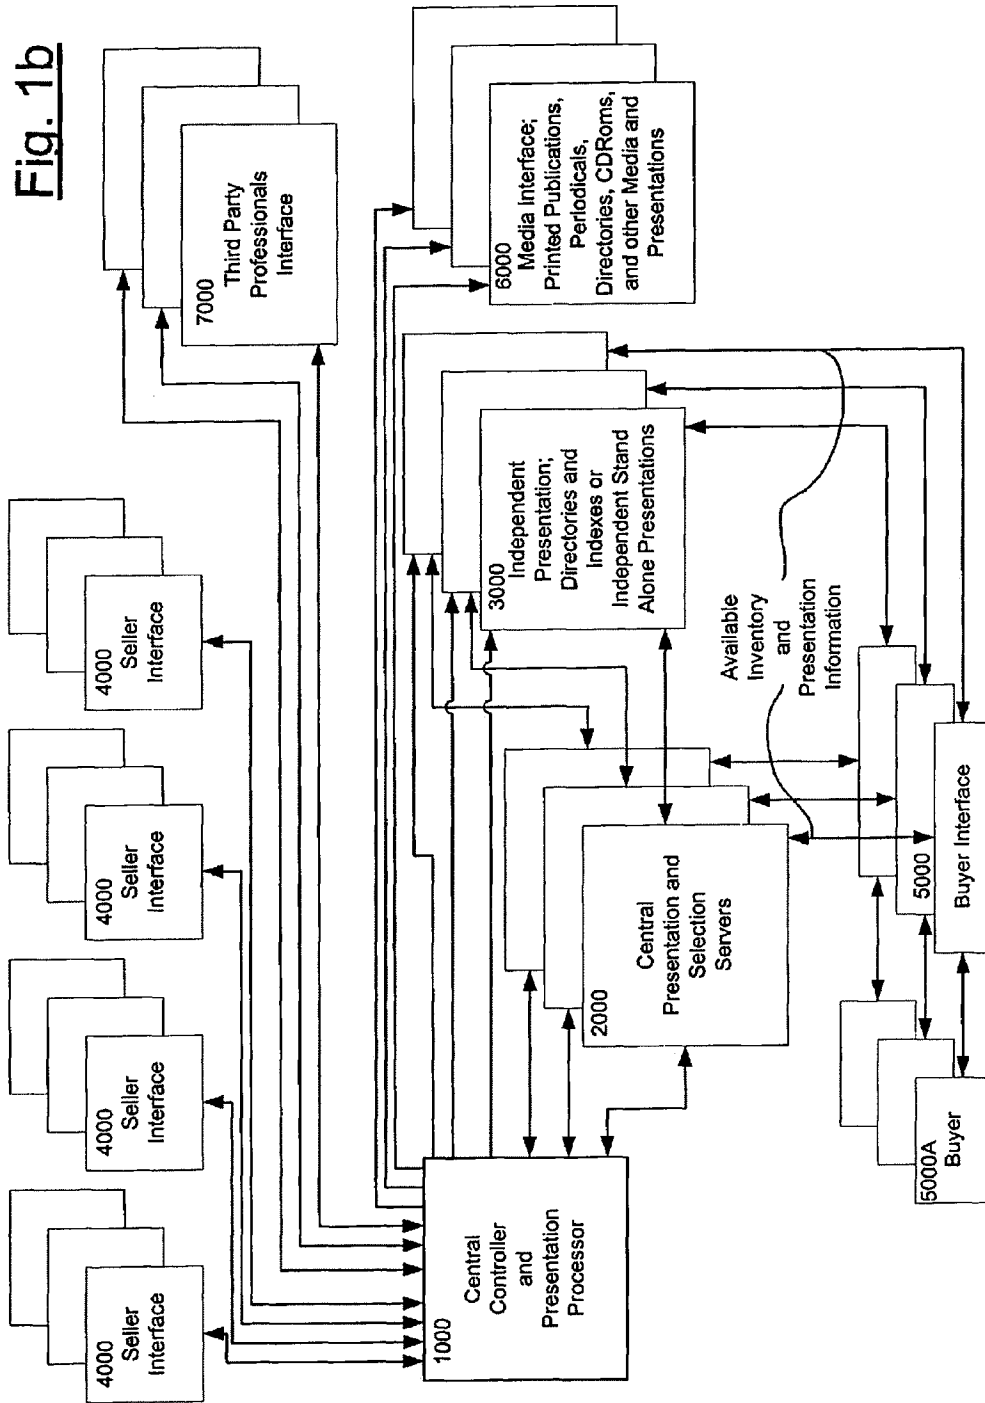 Fig. 1b
4000
Seller
Interface
4000
Seller
Interface
4000
Seller
Interface
4000
Seller
Interface
7000
Third Party
Professionals
Interface
1000
Central
Controller
and
Presentation
Processor
6000
Media Interface;
Printed Publications,
Periodicals,
Directories, CDRoms,
and other Media and
Presentations
3000
Independent
Presentation;
Directories and
Indexes or
Independent Stand
Alone Presentations
2000
Central
Presentation and
Selection
Servers
Available
Inventory
and
Presentation
Information
5000A
Buyer
5000
Buyer Interface